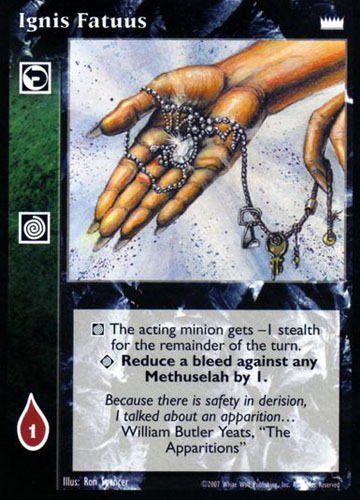 Ignis Fatuus
The acting minion gets –1 stealth
for the remainder of the turn.
Reduce a bleed against any
Methuselah by 1.
Because there is safety in derision,
I talked about an apparition…
William Butler Yeats, “The
Apparitions”
1
Illus: Ron Spencer
©2007 White Wolf Publishing, Inc. All Rights Reserved